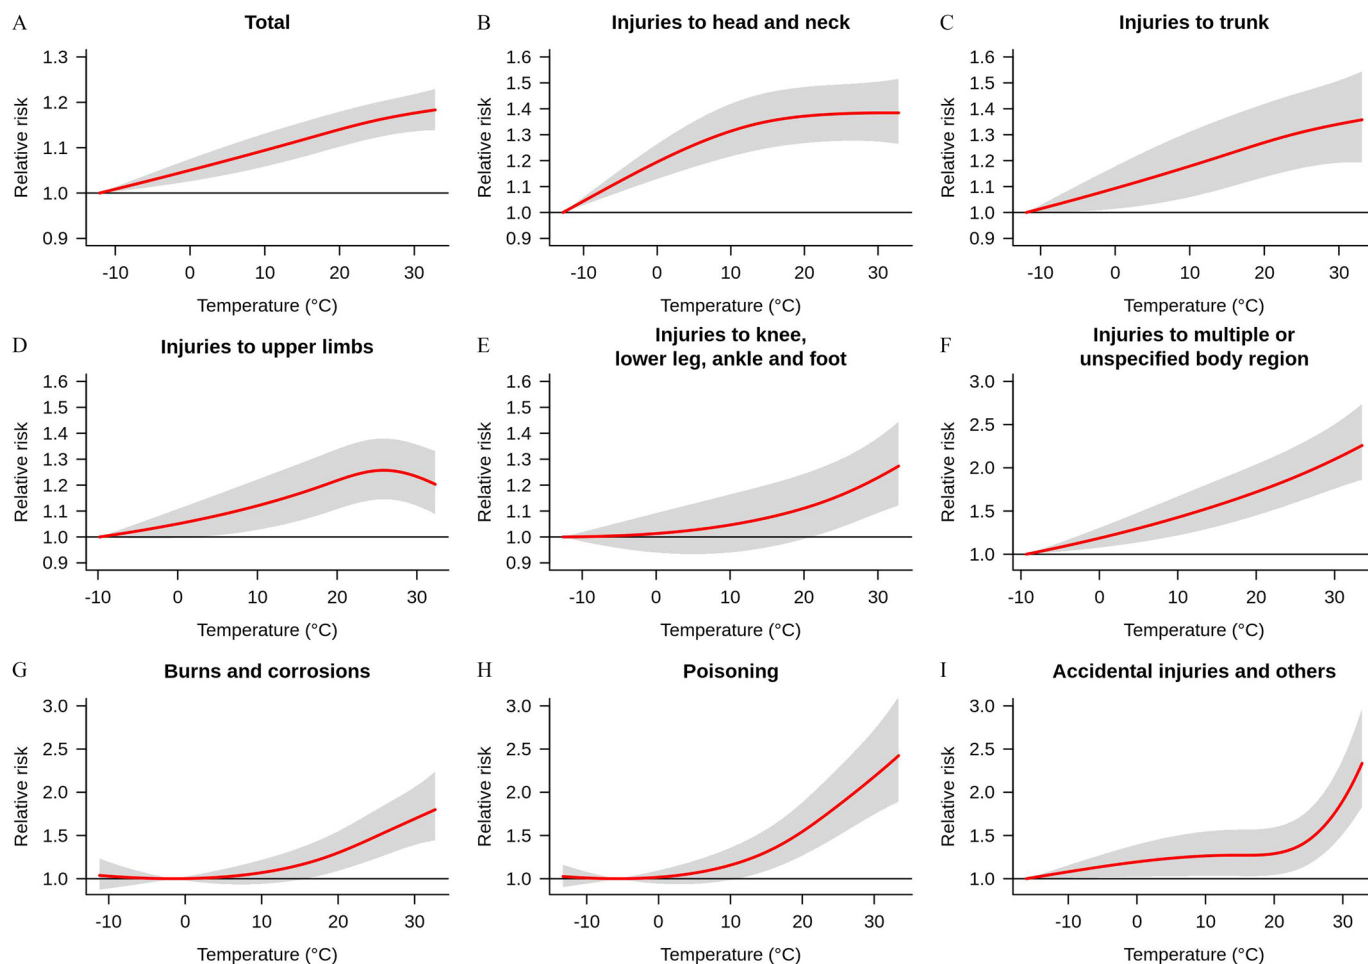 A
Total
1.3
1.2
1.1
1.0
0.9
Relative risk
-10 0 10 20 30
Temperature (°C)
B
Injuries to head and neck
1.6
1.5
1.4
1.3
1.2
1.1
1.0
0.9
Relative risk
-10 0 10 20 30
Temperature (°C)
C
Injuries to trunk
1.6
1.5
1.4
1.3
1.2
1.1
1.0
0.9
Relative risk
-10 0 10 20 30
Temperature (°C)
D
Injuries to upper limbs
1.6
1.5
1.4
1.3
1.2
1.1
1.0
0.9
Relative risk
-10 0 10 20 30
Temperature (°C)
E
Injuries to knee,
lower leg, ankle and foot
1.6
1.5
1.4
1.3
1.2
1.1
1.0
0.9
Relative risk
-10 0 10 20 30
Temperature (°C)
F
Injuries to multiple or
unspecified body region
3.0
2.5
2.0
1.5
1.0
Relative risk
-10 0 10 20 30
Temperature (°C)
G
Burns and corrosions
3.0
2.5
2.0
1.5
1.0
Relative risk
-10 0 10 20 30
Temperature (°C)
H
Poisoning
3.0
2.5
2.0
1.5
1.0
Relative risk
-10 0 10 20 30
Temperature (°C)
I
Accidental injuries and others
3.0
2.5
2.0
1.5
1.0
Relative risk
-10 0 10 20 30
Temperature (°C)